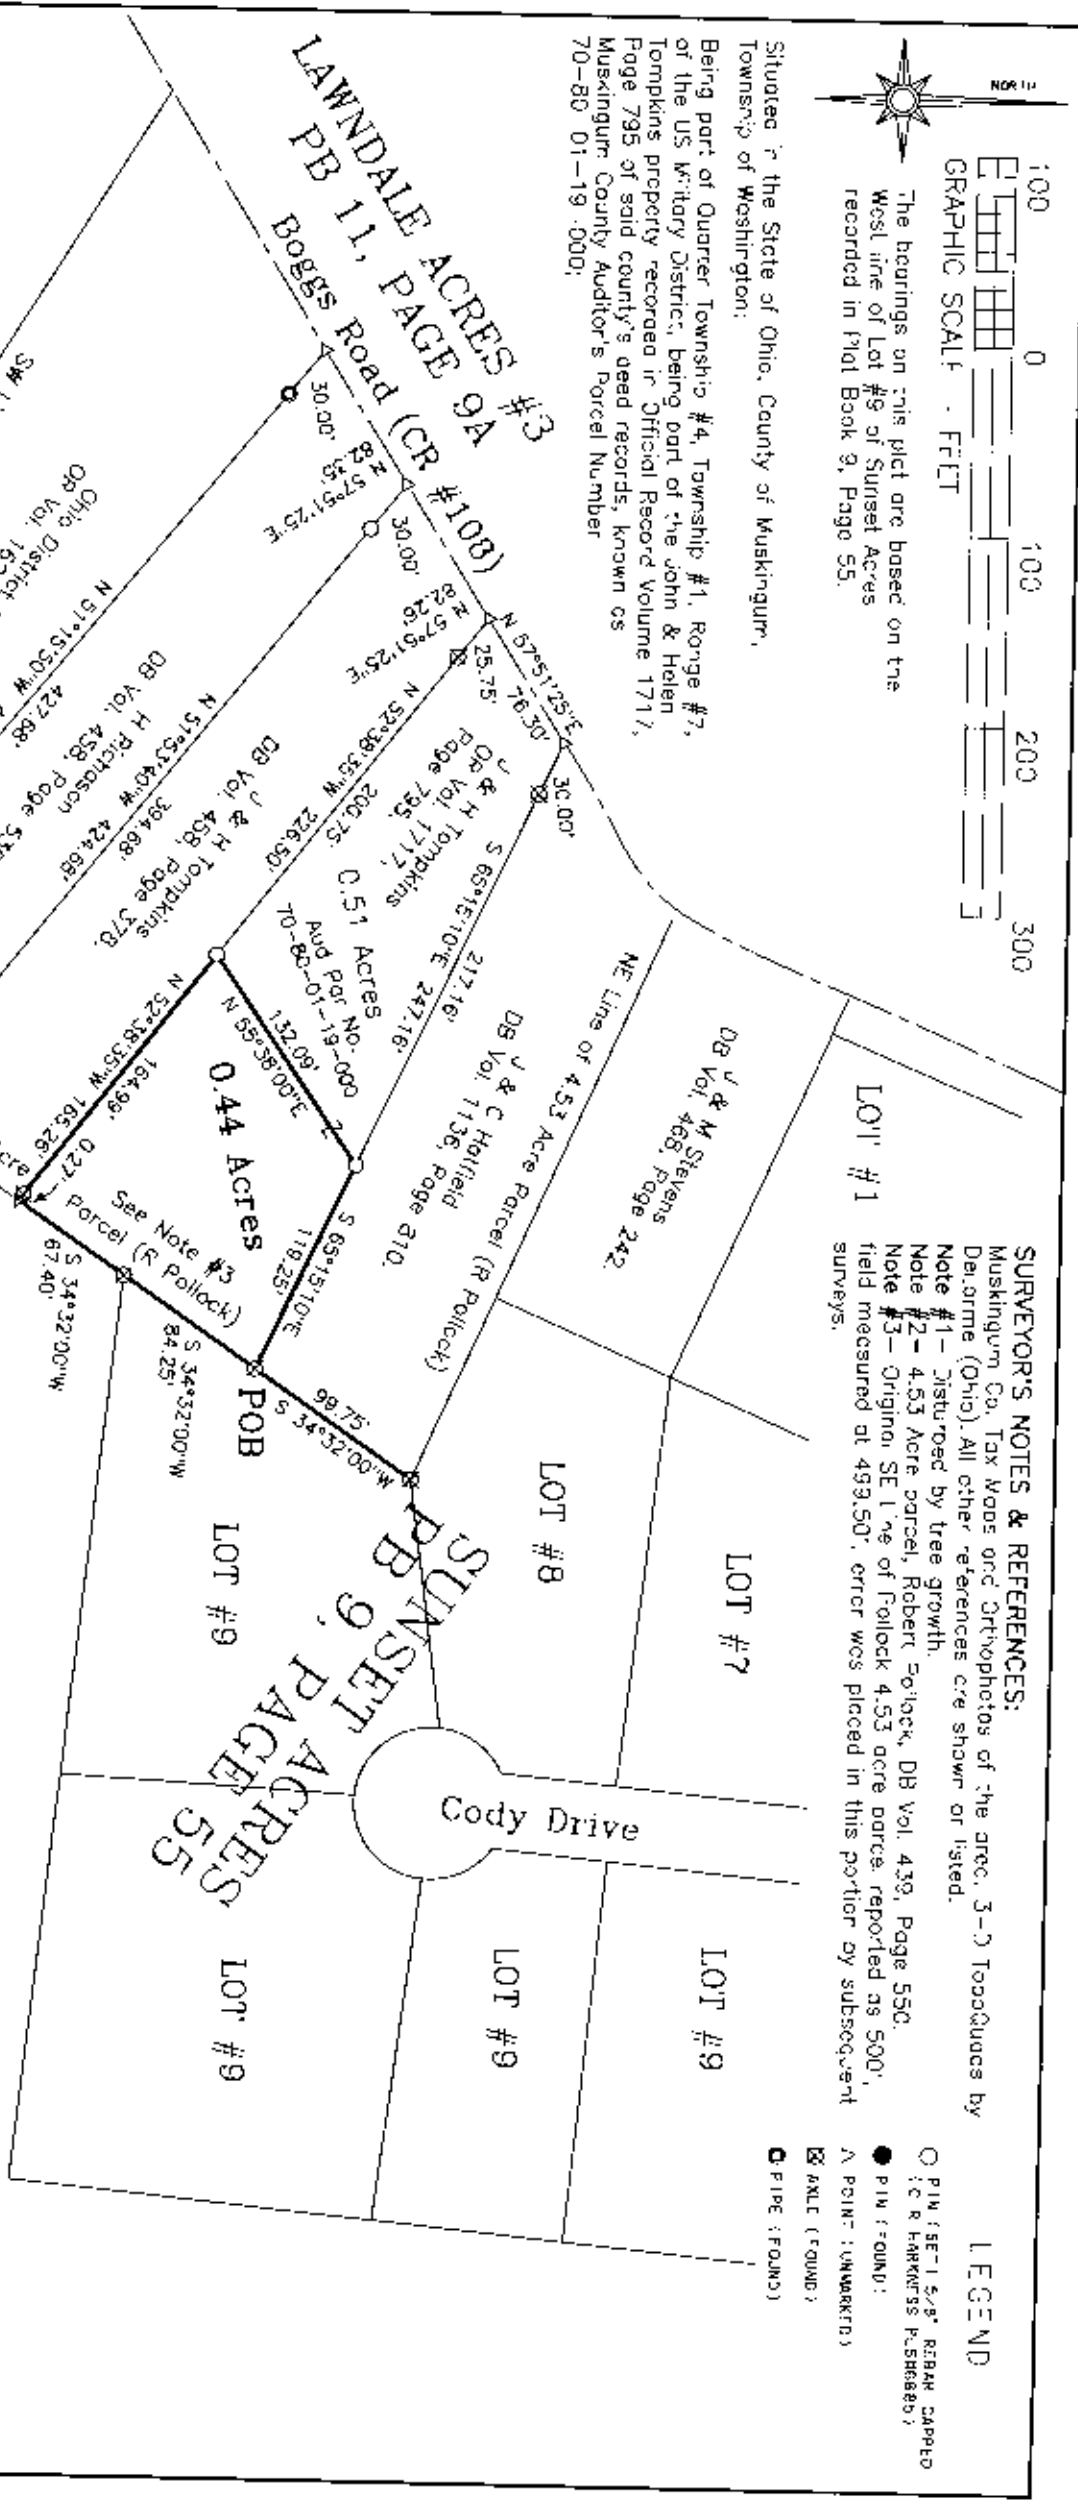 100 0 100 200 300
GRAPHIC SCALE - FEET
NORTH
The bearings on this plat are based on the
West line of Lot #9 of Sunset Acres
recorded in Plat Book 9, Page 55.
Situated in the State of Ohio, County of Muskingum,
Township of Washington;
Being part of Quarter Township #4, Township #1, Range #7,
of the US Military District, being part of the John & Helen
Tompkins property recorded in Official Record Volume 1717,
Page 795 of said county's deed records, known as
Muskingum County Auditor's Parcel Number
70-80-01-19-000;
SURVEYOR'S NOTES & REFERENCES:
Muskingum Co. Tax Maps and Orthophotos of the area, 3-D TopoQuads by
DeLorme (Ohio). All other references are shown or listed.
Note #1- Disturbed by tree growth.
Note #2- 4.53 Acre parcel, Robert Pollock, DB Vol. 439, Page 550.
Note #3- Original SE Line of Pollock 4.53 acre parcel reported as 500',
field measured at 499.50', error was placed in this portion by subsequent
surveys.
LEGEND
PIN (SET) 5/8" REBAR CAPPED
PIN (FOUND)
POINT (UNMARKED)
AXLE (FOUND)
PIPE (FOUND)
LAWNDALE ACRES #3
PB 11, PAGE 9A
Boggs Road (CR #108)
N 57°51'25"E
76.30'
N 57°51'25"E
82.26'
N 57°51'25"E
30.00'
30.00'
25.75'
30.00'
LOT #1
J & M Stevens
DB Vol. 468, Page 242.
NE Line of 4.53 Acre Parcel (R Pollock)
J & C Hatfield
DB Vol. 1136, Page 810.
217.16'
S 65°15'10"E 247.16'
J & H Tompkins
OR Vol. 1717,
Page 795.
0.51 Acres
Aud Par No.
70-80-01-19-000
200.75'
N 52°38'35"W 226.50'
J & H Tompkins
DB Vol. 458, Page 378.
394.68'
N 51°53'40"W 424.68'
H Richason
DB Vol. 458, Page
N 51°15'50"W 427.68'
Ohio District
OR Vol.
SW
132.09'
N 55°38'00"E
0.44 Acres
S 65°15'10"E
119.25'
164.99'
N 52°38'35"W 165.26'
0.27'
See Note #3
Parcel (R Pollock)
POB
99.75'
S 34°32'00"W
S 34°32'00"W
84.25'
S 34°32'00"W
67.40'
LOT #7
LOT #8
LOT #9
SUNSET ACRES
PB 9, PAGE 55
Cody Drive
LOT #9
LOT #9
LOT #9